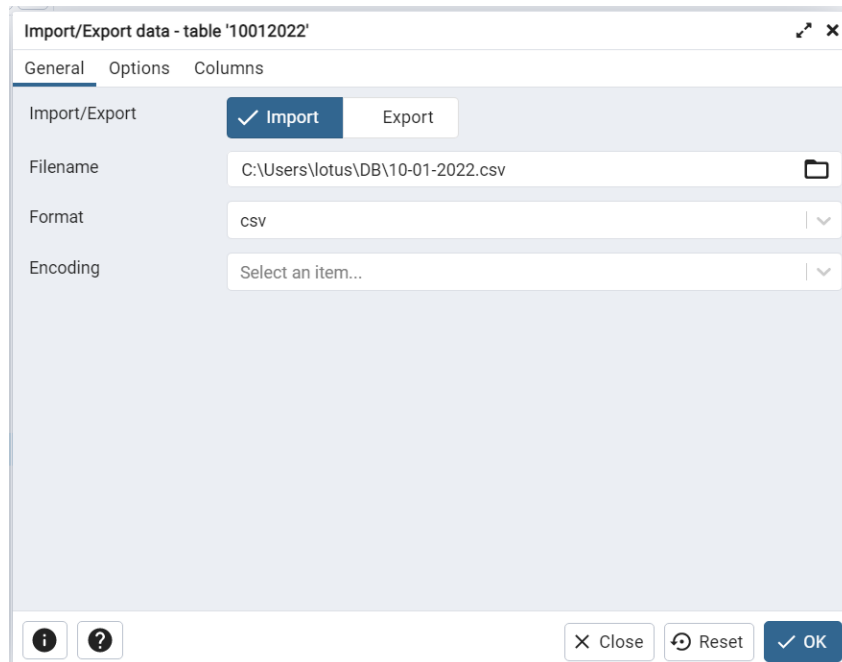 Import/Export data - table '10012022'
General Options Columns
Import/Export Import Export
Filename C:\Users\lotus\DB\10-01-2022.csv
Format csv
Encoding Select an item...
Close Reset OK